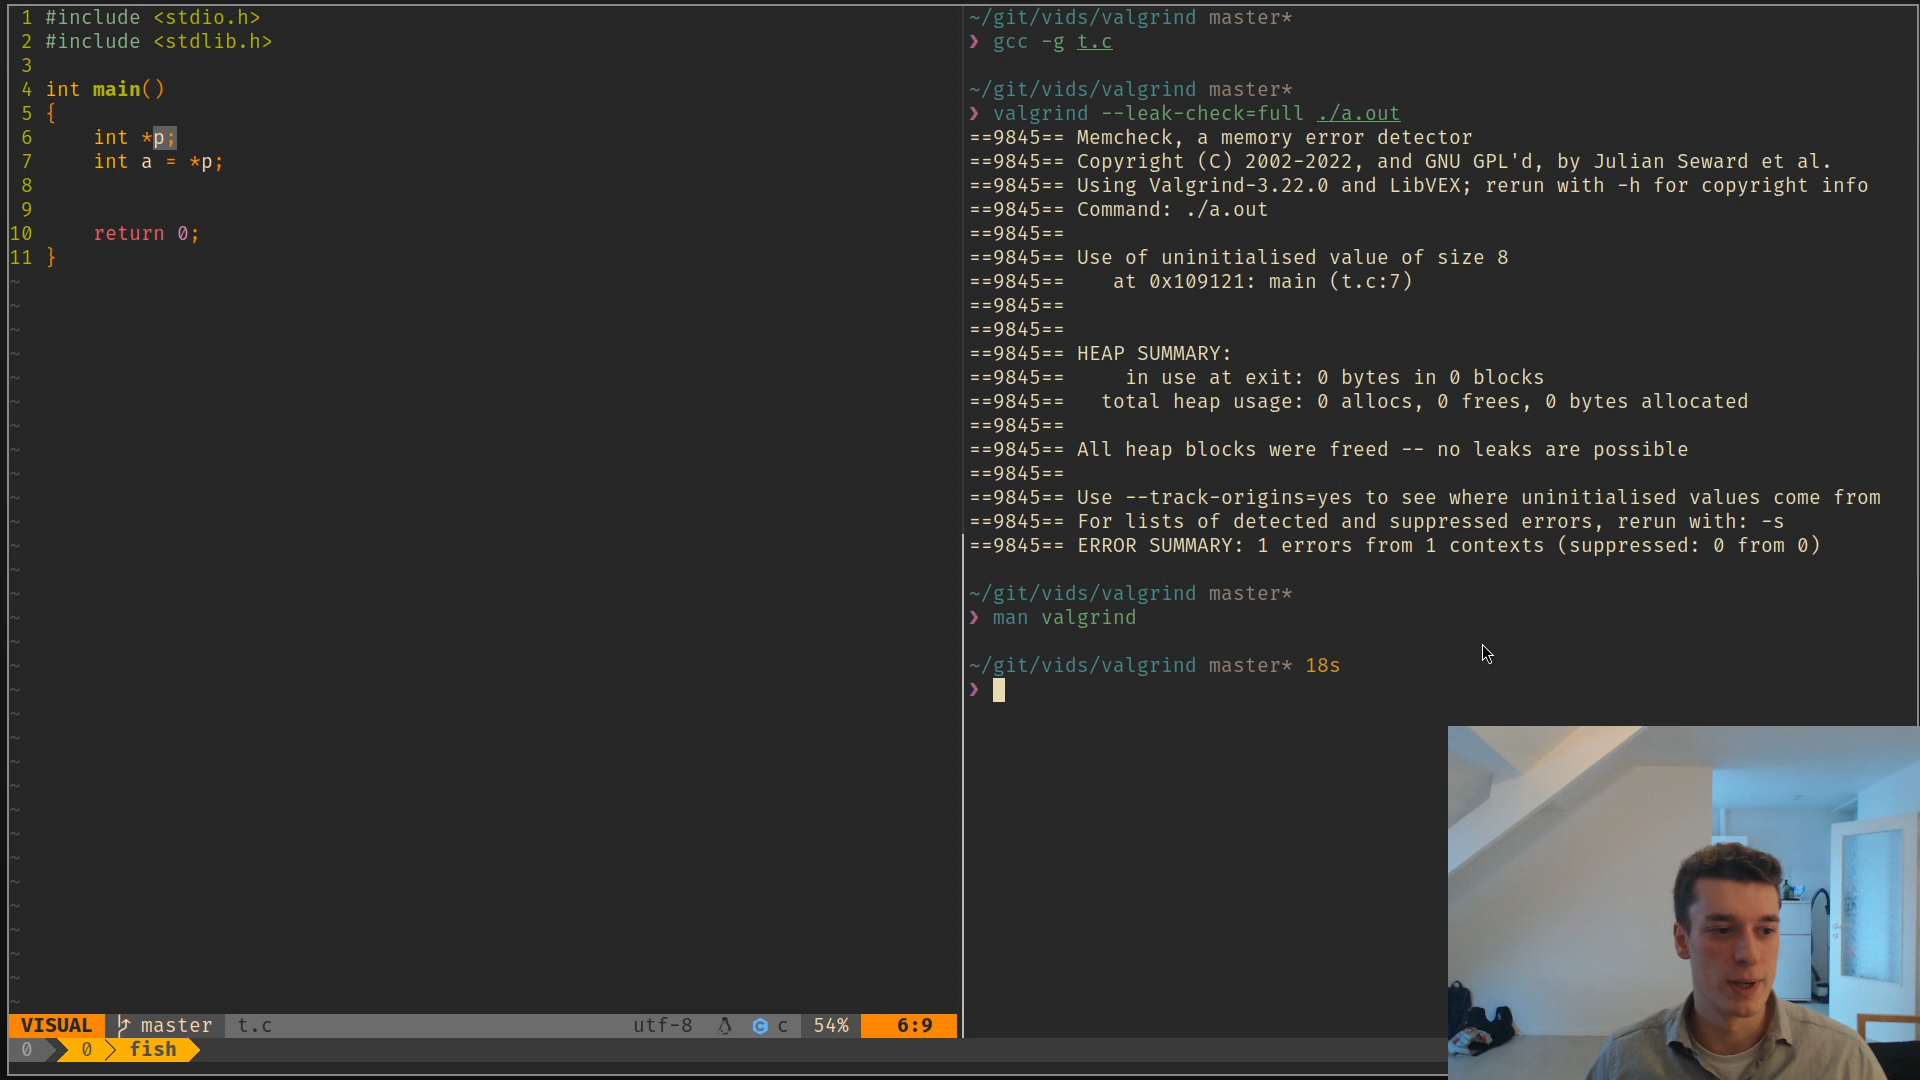 1 #include <stdio.h>
2 #include <stdlib.h>
3
4 int main()
5 {
6     int *p;
7     int a = *p;
8
9
10     return 0;
11 }
VISUAL master t.c utf-8 c 54% 6:9
0 0 fish
~/git/vids/valgrind master*
❯ gcc -g t.c
~/git/vids/valgrind master*
❯ valgrind --leak-check=full ./a.out
==9845== Memcheck, a memory error detector
==9845== Copyright (C) 2002-2022, and GNU GPL'd, by Julian Seward et al.
==9845== Using Valgrind-3.22.0 and LibVEX; rerun with -h for copyright info
==9845== Command: ./a.out
==9845==
==9845== Use of uninitialised value of size 8
==9845==    at 0x109121: main (t.c:7)
==9845==
==9845==
==9845== HEAP SUMMARY:
==9845==     in use at exit: 0 bytes in 0 blocks
==9845==   total heap usage: 0 allocs, 0 frees, 0 bytes allocated
==9845==
==9845== All heap blocks were freed -- no leaks are possible
==9845==
==9845== Use --track-origins=yes to see where uninitialised values come from
==9845== For lists of detected and suppressed errors, rerun with: -s
==9845== ERROR SUMMARY: 1 errors from 1 contexts (suppressed: 0 from 0)
~/git/vids/valgrind master*
❯ man valgrind
~/git/vids/valgrind master* 18s
❯